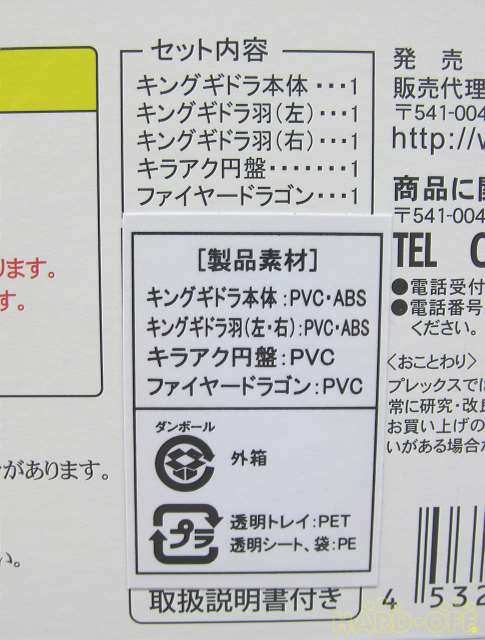 セット内容
キングギドラ本体・・・1
キングギドラ羽(左)・・・1
キングギドラ羽(右)・・・1
キラアク円盤・・・・・・・1
ファイヤードラゴン・・・1
[製品素材]
キングギドラ本体:PVC・ABS
キングギドラ羽(左・右):PVC・ABS
キラアク円盤:PVC
ファイヤードラゴン:PVC
ダンボール
外箱
プラ
透明トレイ:PET
透明シート、袋:PE
取扱説明書付き
ります。
す。
があります。
い。
発 売
販売代理
〒541-004
http://
商品に
〒541-004
TEL
●電話受付
●電話番号
ください。
〈おことわり〉
プレックスでは
常に研究・改良
お買い上げの
いがある場合
4 532
HARD-OFF